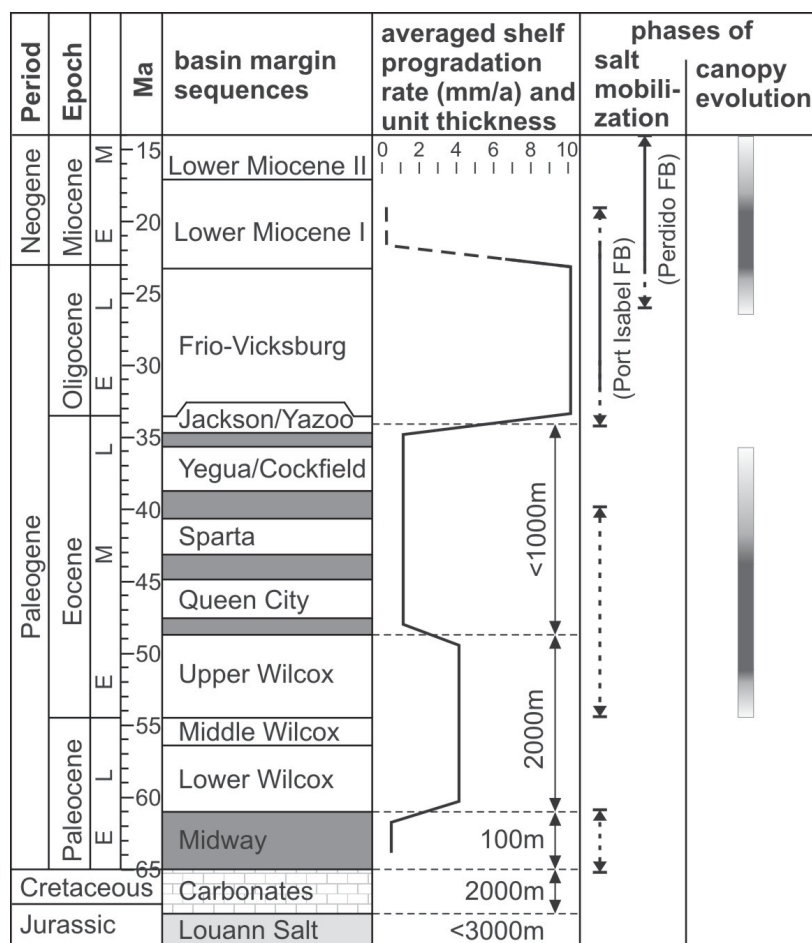 Period
Epoch
Ma
basin margin
sequences
averaged shelf
progradation
rate (mm/a) and
unit thickness
phases of
salt
mobili-
zation
canopy
evolution
0 2 4 6 8 10
Neogene
Paleogene
Cretaceous
Jurassic
Miocene
Oligocene
Eocene
Paleocene
M
E
L
E
L
M
E
L
E
15
20
25
30
35
40
45
50
55
60
65
Lower Miocene II
Lower Miocene I
Frio-Vicksburg
Jackson/Yazoo
Yegua/Cockfield
Sparta
Queen City
Upper Wilcox
Middle Wilcox
Lower Wilcox
Midway
Carbonates
Louann Salt
<1000m
2000m
100m
2000m
<3000m
(Port Isabel FB)
(Perdido FB)